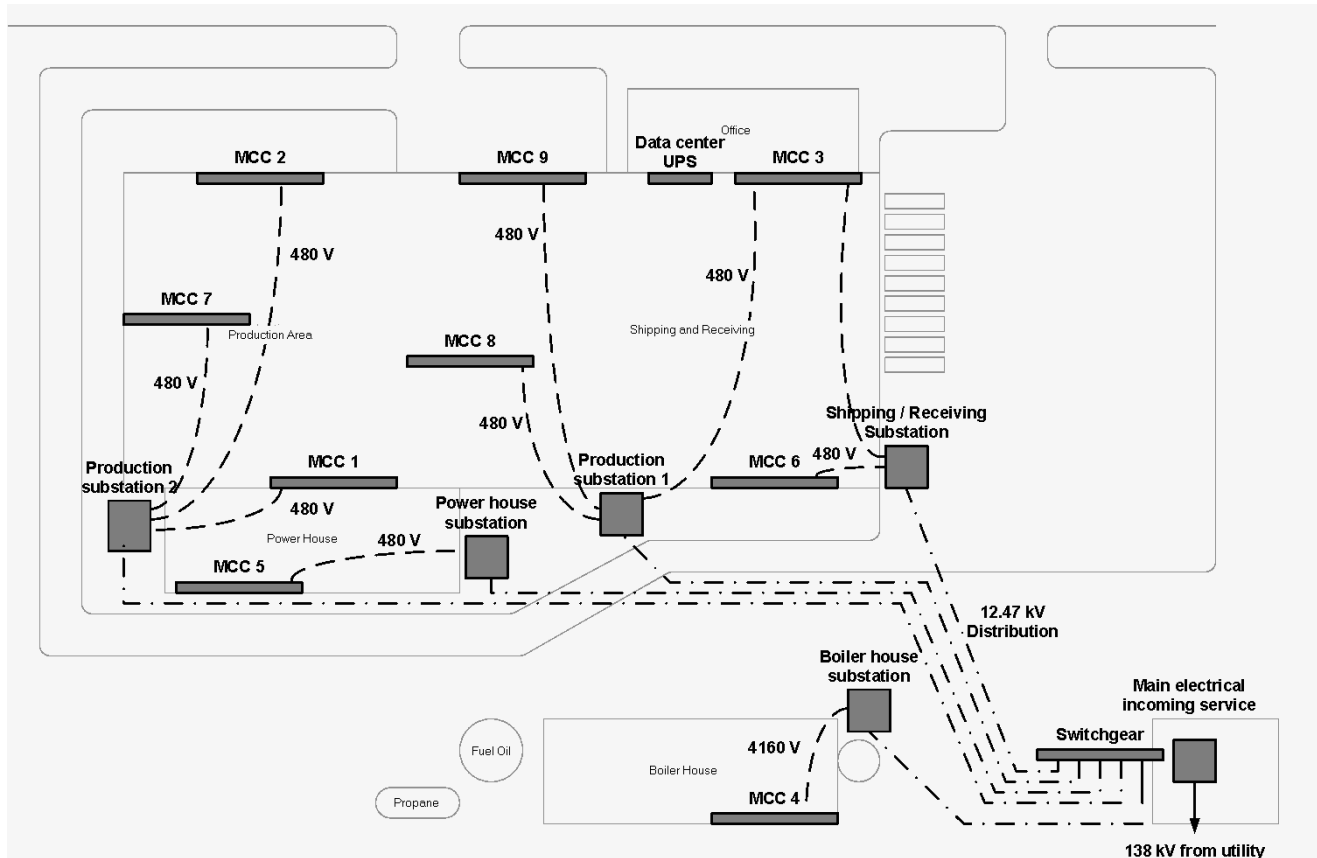 Office
Data center
UPS
MCC 2
MCC 9
MCC 3
480 V
480 V
480 V
MCC 7
Production Area
Shipping and Receiving
MCC 8
480 V
480 V
Shipping / Receiving
Substation
MCC 1
MCC 6
480 V
Production
substation 2
Production
substation 1
480 V
Power house
substation
Power House
480 V
MCC 5
12.47 kV
Distribution
Boiler house
substation
Main electrical
incoming service
Switchgear
Fuel Oil
4160 V
Boiler House
Propane
MCC 4
138 kV from utility